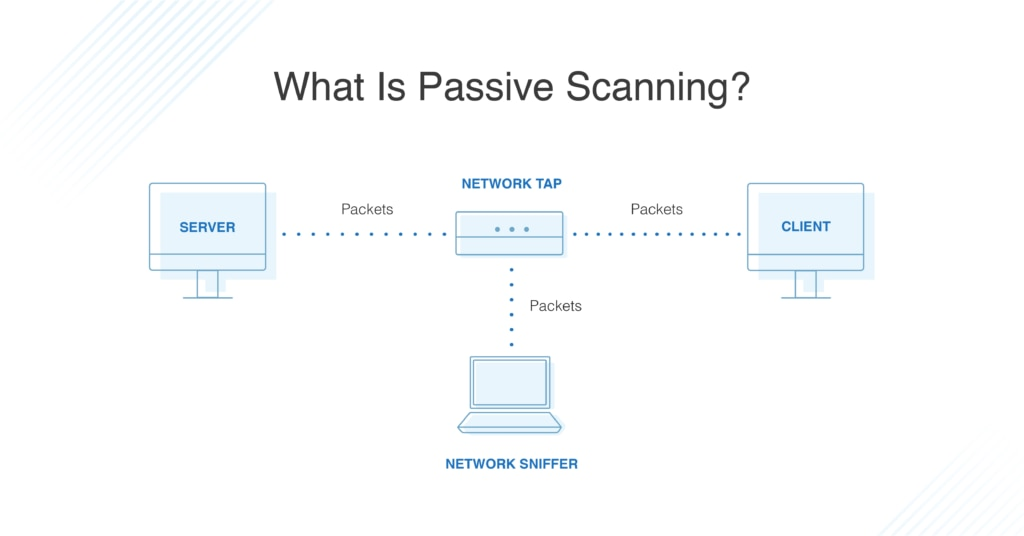 What Is Passive Scanning?
NETWORK TAP
Packets
Packets
SERVER
CLIENT
Packets
NETWORK SNIFFER